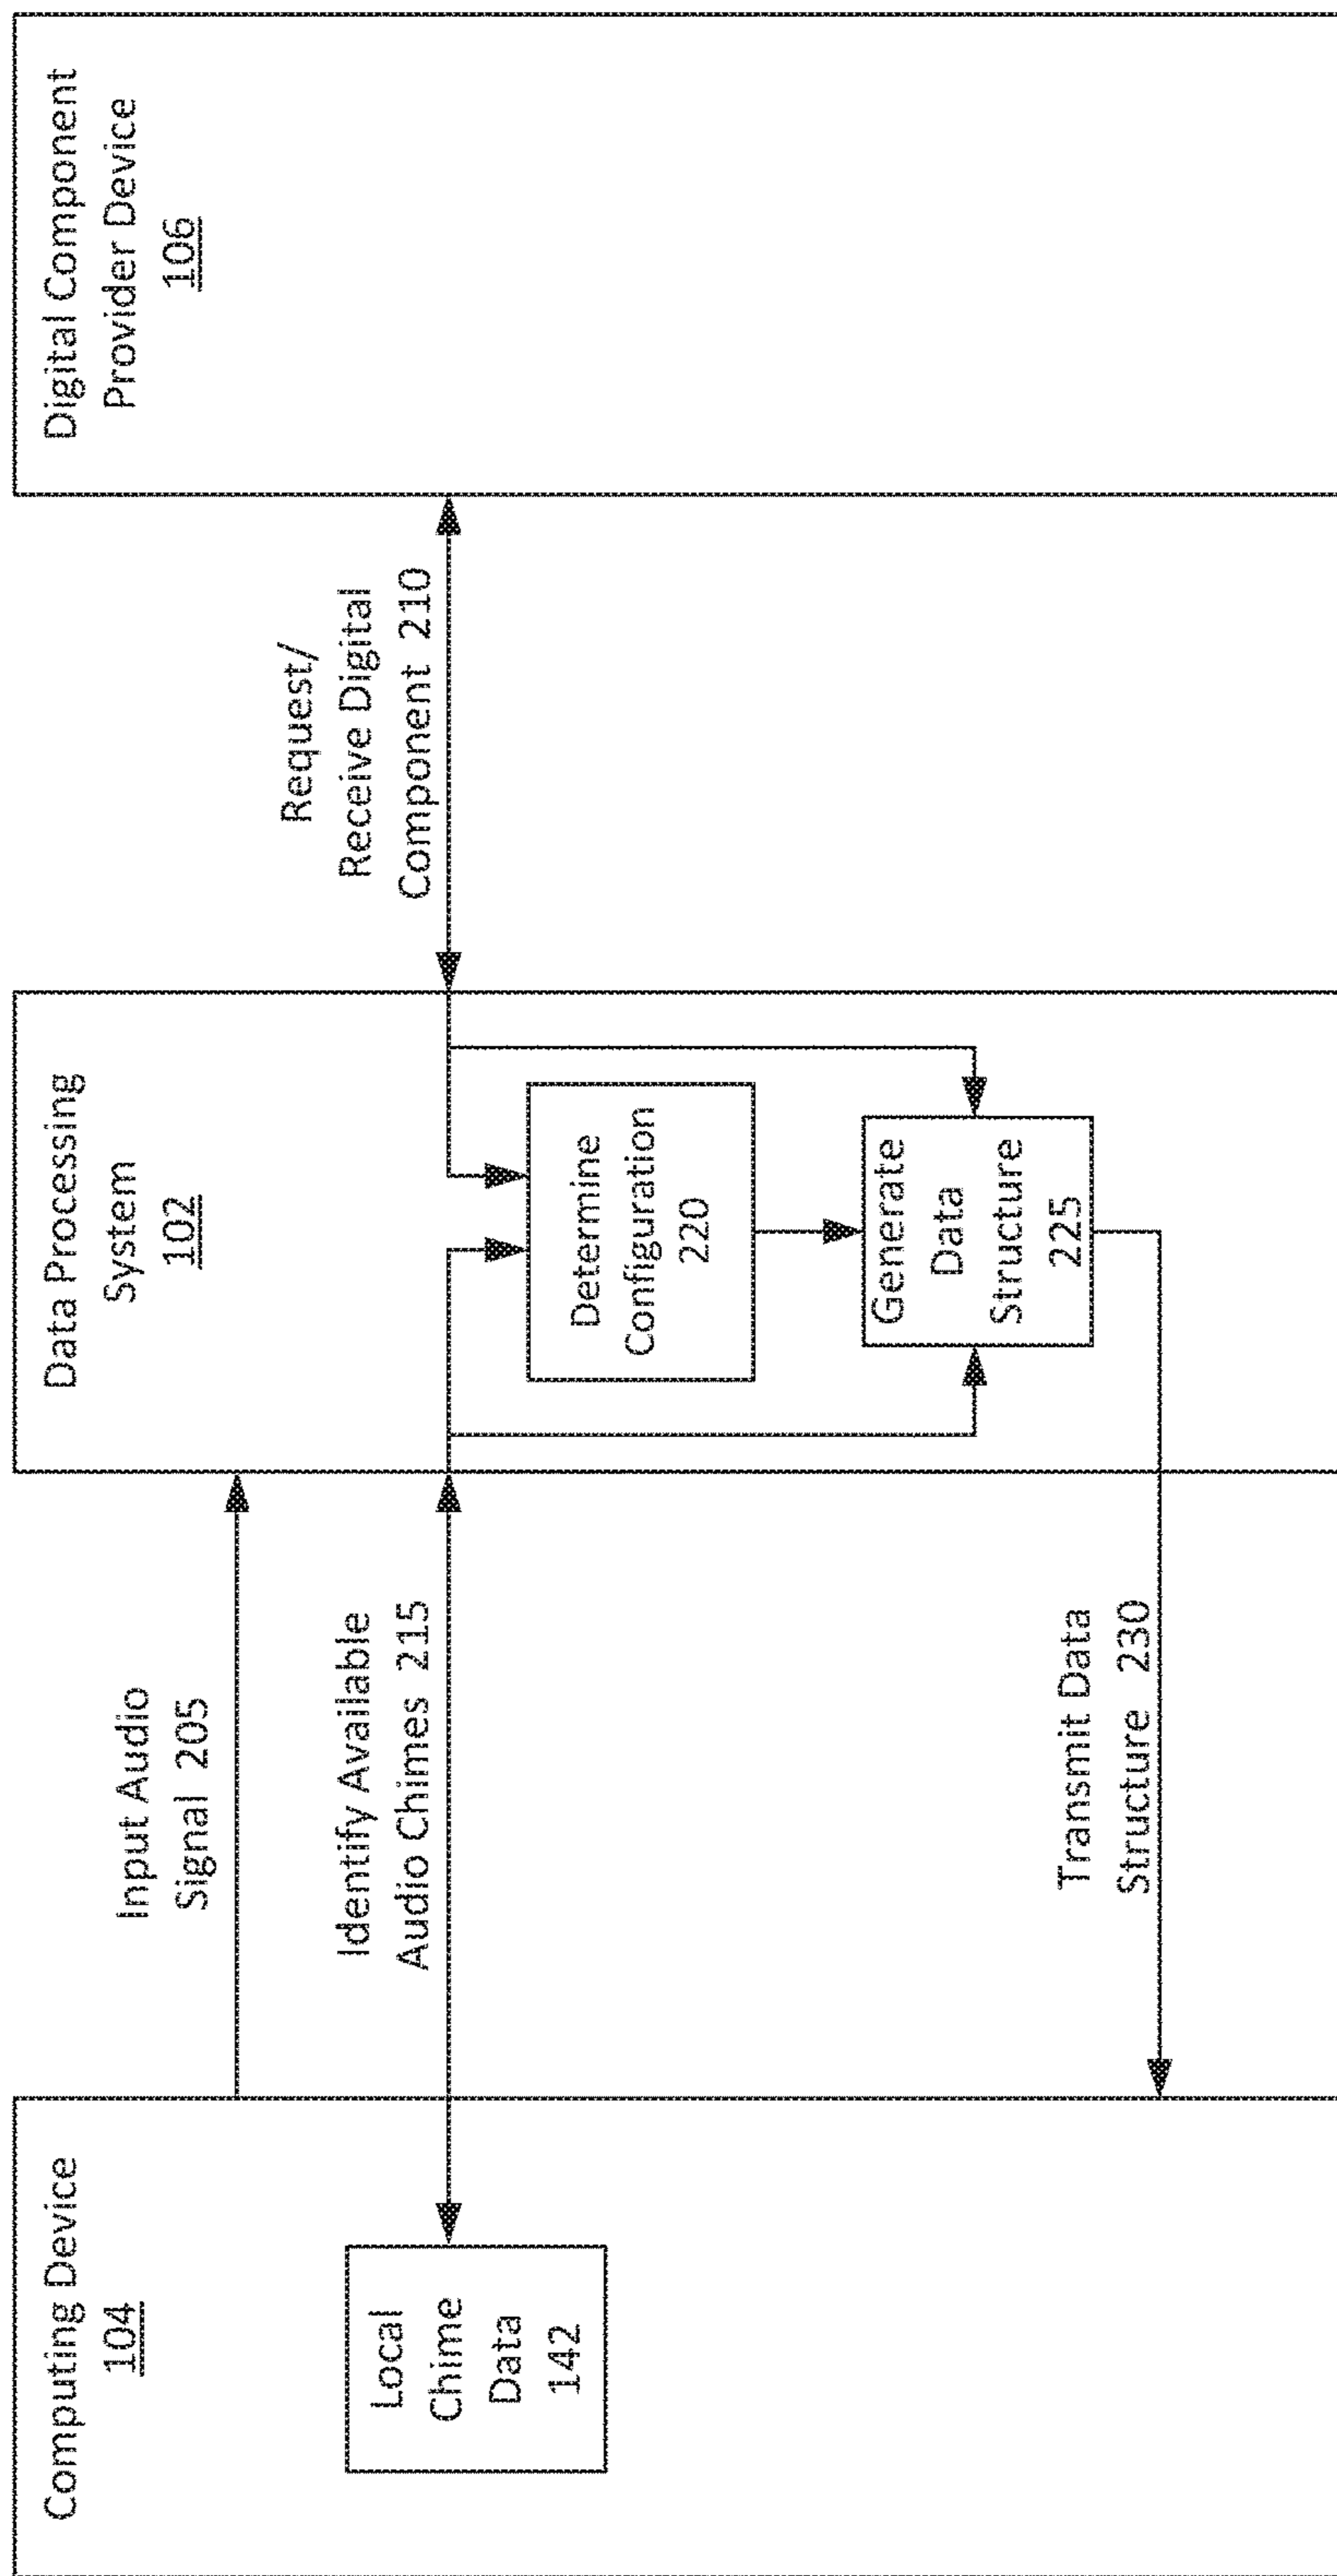 Computing Device
104
Local
Chime
Data
142
Input Audio
Signal 205
Identify Available
Audio Chimes 215
Transmit Data
Structure 230
Data Processing
System
102
Determine
Configuration
220
Generate
Data
Structure
225
Request/
Receive Digital
Component 210
Digital Component
Provider Device
106